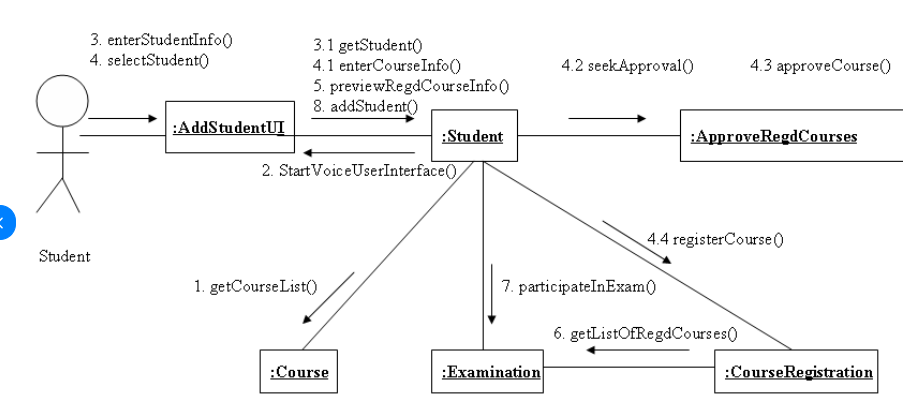 3. enterStudentInfo()
4. selectStudent()
3.1 getStudent()
4.1 enterCourseInfo()
5. previewRegdCourseInfo()
8. addStudent()
4.2 seekApproval()
4.3 approveCourse()
:AddStudentUI
:Student
:ApproveRegdCourses
2. StartVoiceUserInterface()
Student
4.4 registerCourse()
1. getCourseList()
7. participateInExam()
6. getListOfRegdCourses()
:Course
:Examination
:CourseRegistration